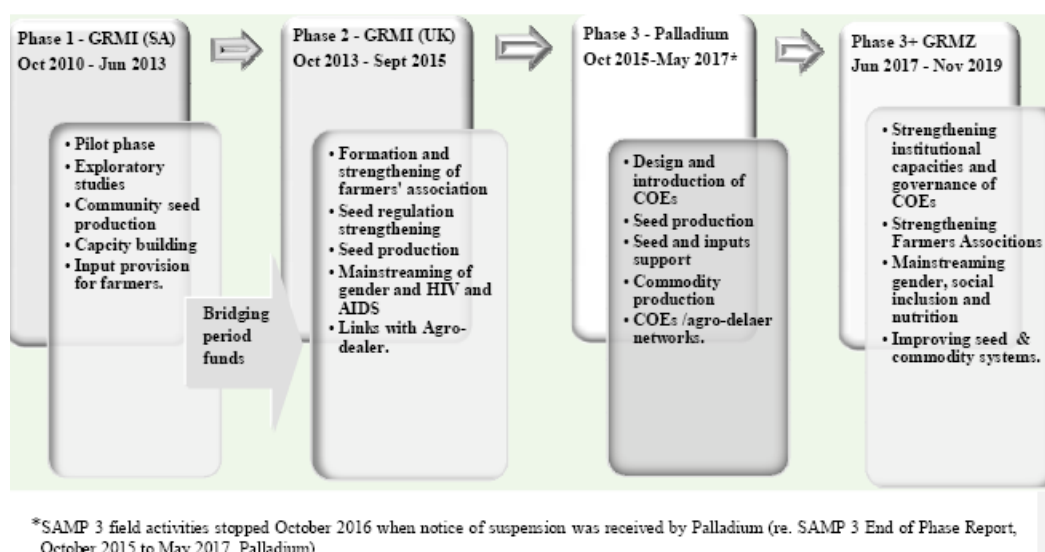 Phase 1 - GRMI (SA)
Oct 2010 - Jun 2013
• Pilot phase
• Exploratory
studies
• Community seed
production
• Capcity building
• Input provision
for farmers.
Bridging
period
funds
Phase 2 - GRMI (UK)
Oct 2013 - Sept 2015
• Formation and
strengthening of
farmers' association
• Seed regulation
strengthening
• Seed production
• Mainstreaming of
gender and HIV and
AIDS
• Links with Agro-
dealer.
Phase 3 - Palladium
Oct 2015-May 2017*
• Design and
introduction of
COEs
• Seed production
• Seed and inputs
support
• Commodity
production
• COEs /agro-delaer
networks.
Phase 3+ GRMZ
Jun 2017 - Nov 2019
• Strengthening
institutional
capacities and
governance of
COEs
• Strengthening
Farmers Associtions
• Mainstreaming
gender, social
inclusion and
nutrition
• Improving seed &
commodity systems.
*SAMP 3 field activities stopped October 2016 when notice of suspension was received by Palladium (re. SAMP 3 End of Phase Report,
October 2015 to May 2017, Palladium)